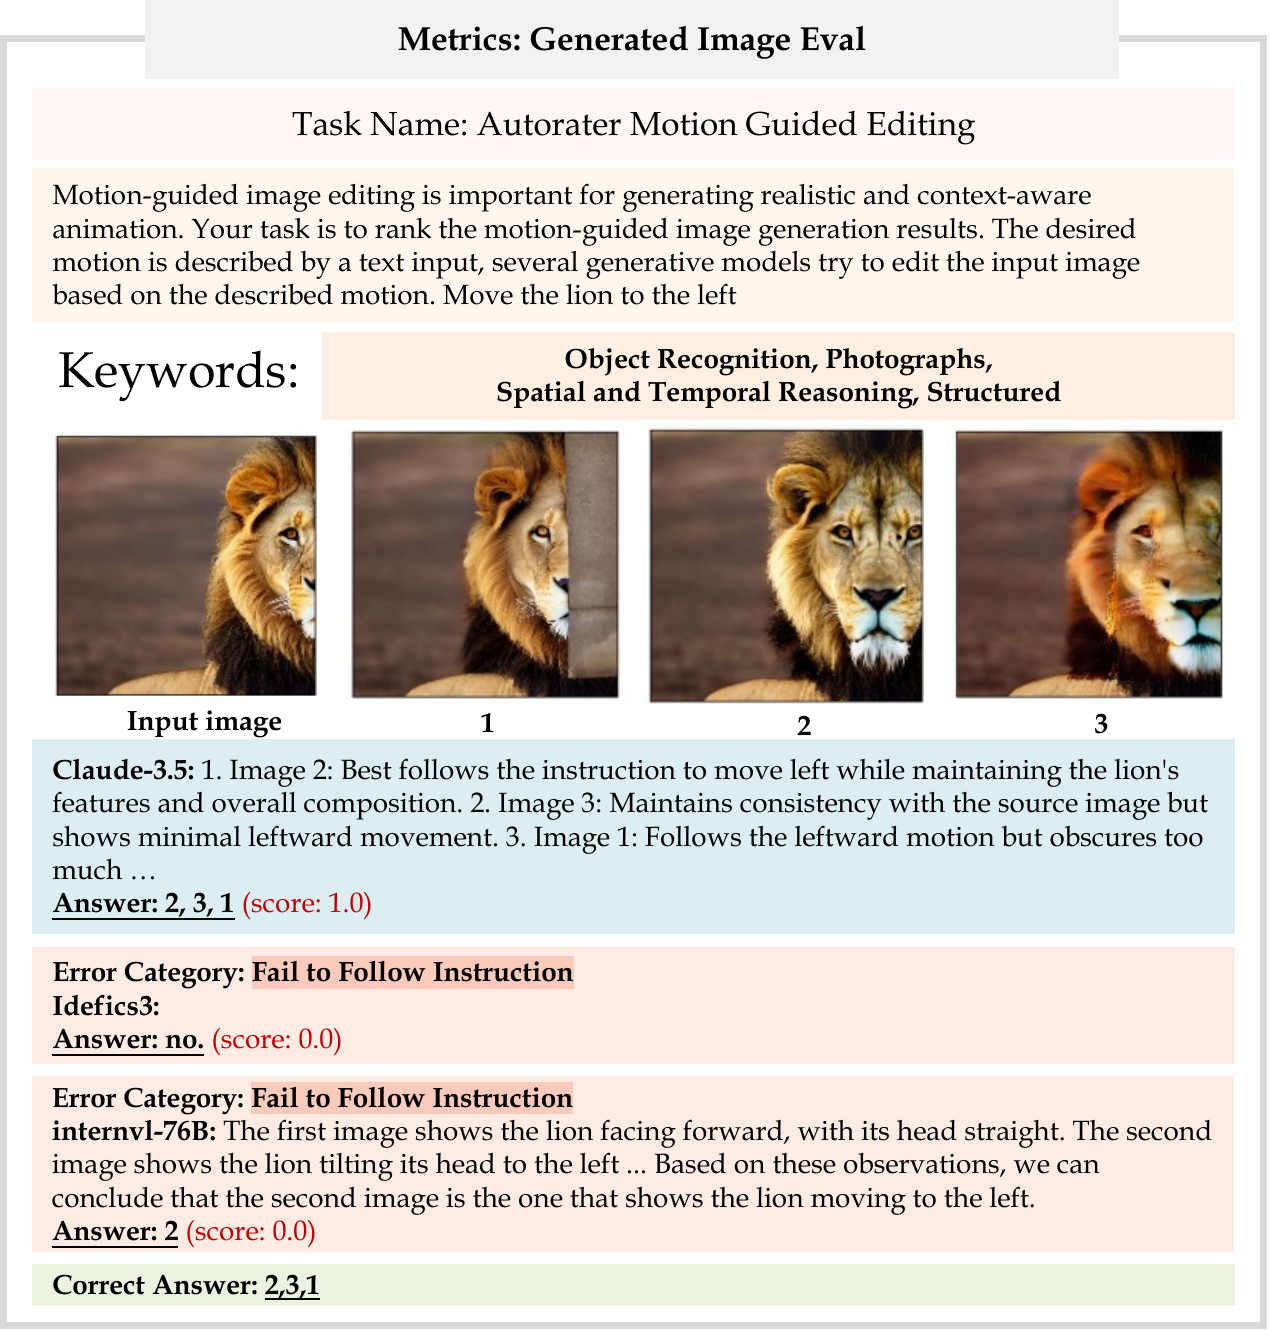 Metrics: Generated Image Eval
Task Name: Autorater Motion Guided Editing
Motion-guided image editing is important for generating realistic and context-aware
animation. Your task is to rank the motion-guided image generation results. The desired
motion is described by a text input, several generative models try to edit the input image
based on the described motion. Move the lion to the left
Keywords:
Object Recognition, Photographs,
Spatial and Temporal Reasoning, Structured
Input image
1
2
3
Claude-3.5: 1. Image 2: Best follows the instruction to move left while maintaining the lion's
features and overall composition. 2. Image 3: Maintains consistency with the source image but
shows minimal leftward movement. 3. Image 1: Follows the leftward motion but obscures too
much …
Answer: 2, 3, 1 (score: 1.0)
Error Category: Fail to Follow Instruction
Idefics3:
Answer: no. (score: 0.0)
Error Category: Fail to Follow Instruction
internvl-76B: The first image shows the lion facing forward, with its head straight. The second
image shows the lion tilting its head to the left ... Based on these observations, we can
conclude that the second image is the one that shows the lion moving to the left.
Answer: 2 (score: 0.0)
Correct Answer: 2,3,1